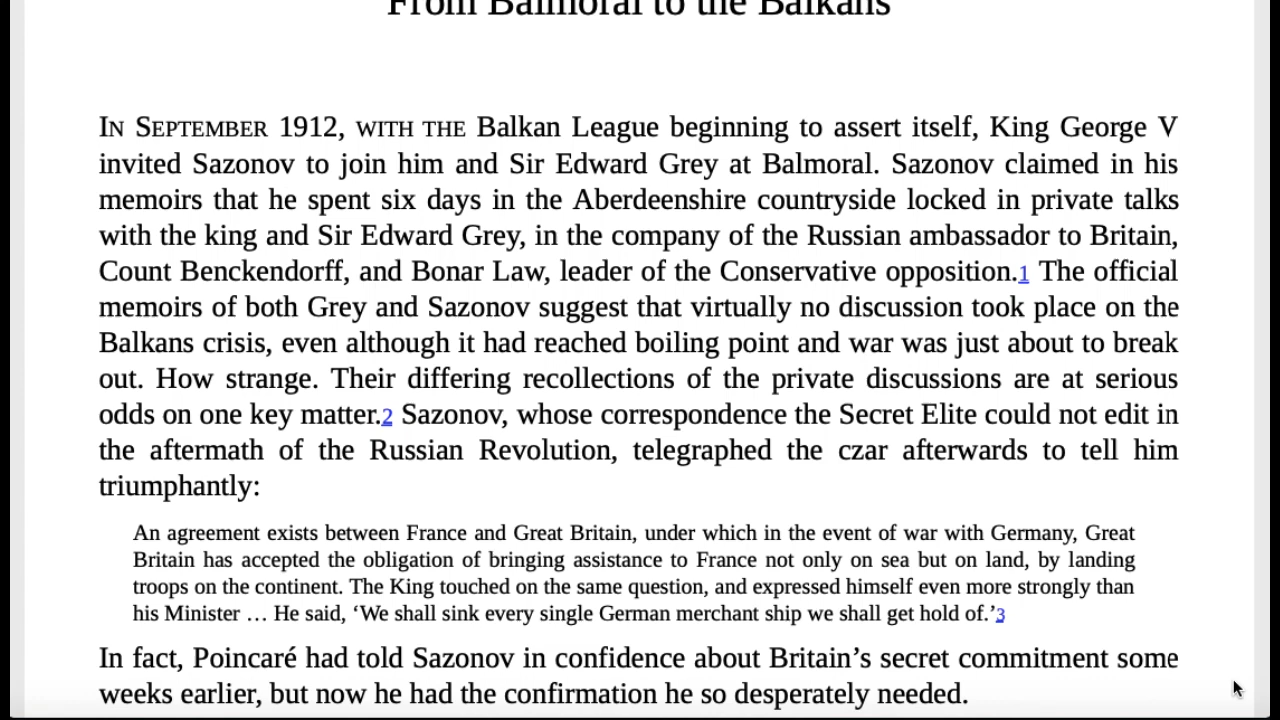 From Balmoral to the Balkans
IN SEPTEMBER 1912, WITH THE Balkan League beginning to assert itself, King George V
invited Sazonov to join him and Sir Edward Grey at Balmoral. Sazonov claimed in his
memoirs that he spent six days in the Aberdeenshire countryside locked in private talks
with the king and Sir Edward Grey, in the company of the Russian ambassador to Britain,
Count Benckendorff, and Bonar Law, leader of the Conservative opposition.1 The official
memoirs of both Grey and Sazonov suggest that virtually no discussion took place on the
Balkans crisis, even although it had reached boiling point and war was just about to break
out. How strange. Their differing recollections of the private discussions are at serious
odds on one key matter.2 Sazonov, whose correspondence the Secret Elite could not edit in
the aftermath of the Russian Revolution, telegraphed the czar afterwards to tell him
triumphantly:
An agreement exists between France and Great Britain, under which in the event of war with Germany, Great
Britain has accepted the obligation of bringing assistance to France not only on sea but on land, by landing
troops on the continent. The King touched on the same question, and expressed himself even more strongly than
his Minister … He said, ‘We shall sink every single German merchant ship we shall get hold of.’3
In fact, Poincaré had told Sazonov in confidence about Britain’s secret commitment some
weeks earlier, but now he had the confirmation he so desperately needed.